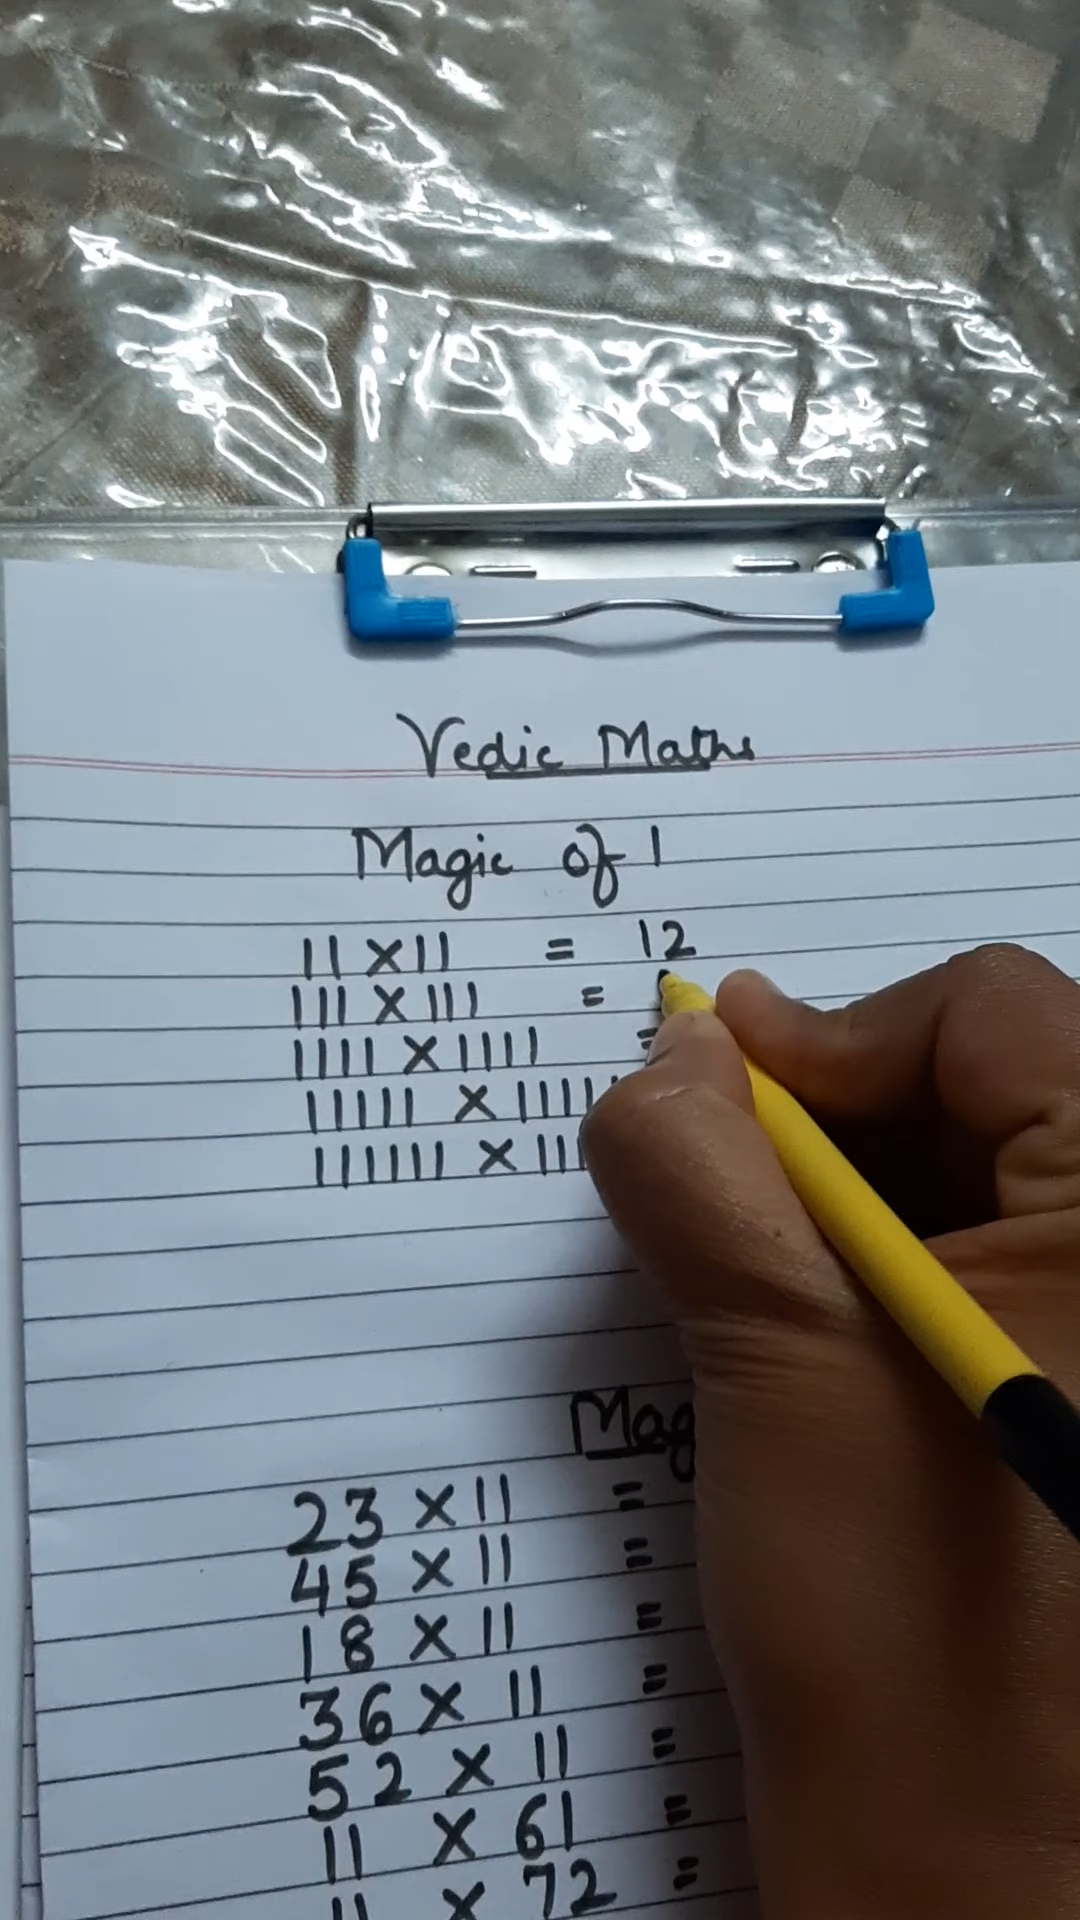 Vedic Maths
Magic of 1
11 x 11 = 12
111 x 111 =
1111 x 1111 =
11111 x 11111
111111 x 111
23 x 11 =
45 x 11 =
18 x 11 =
36 x 11 =
52 x 11 =
11 x 61 =
11 x 72 =